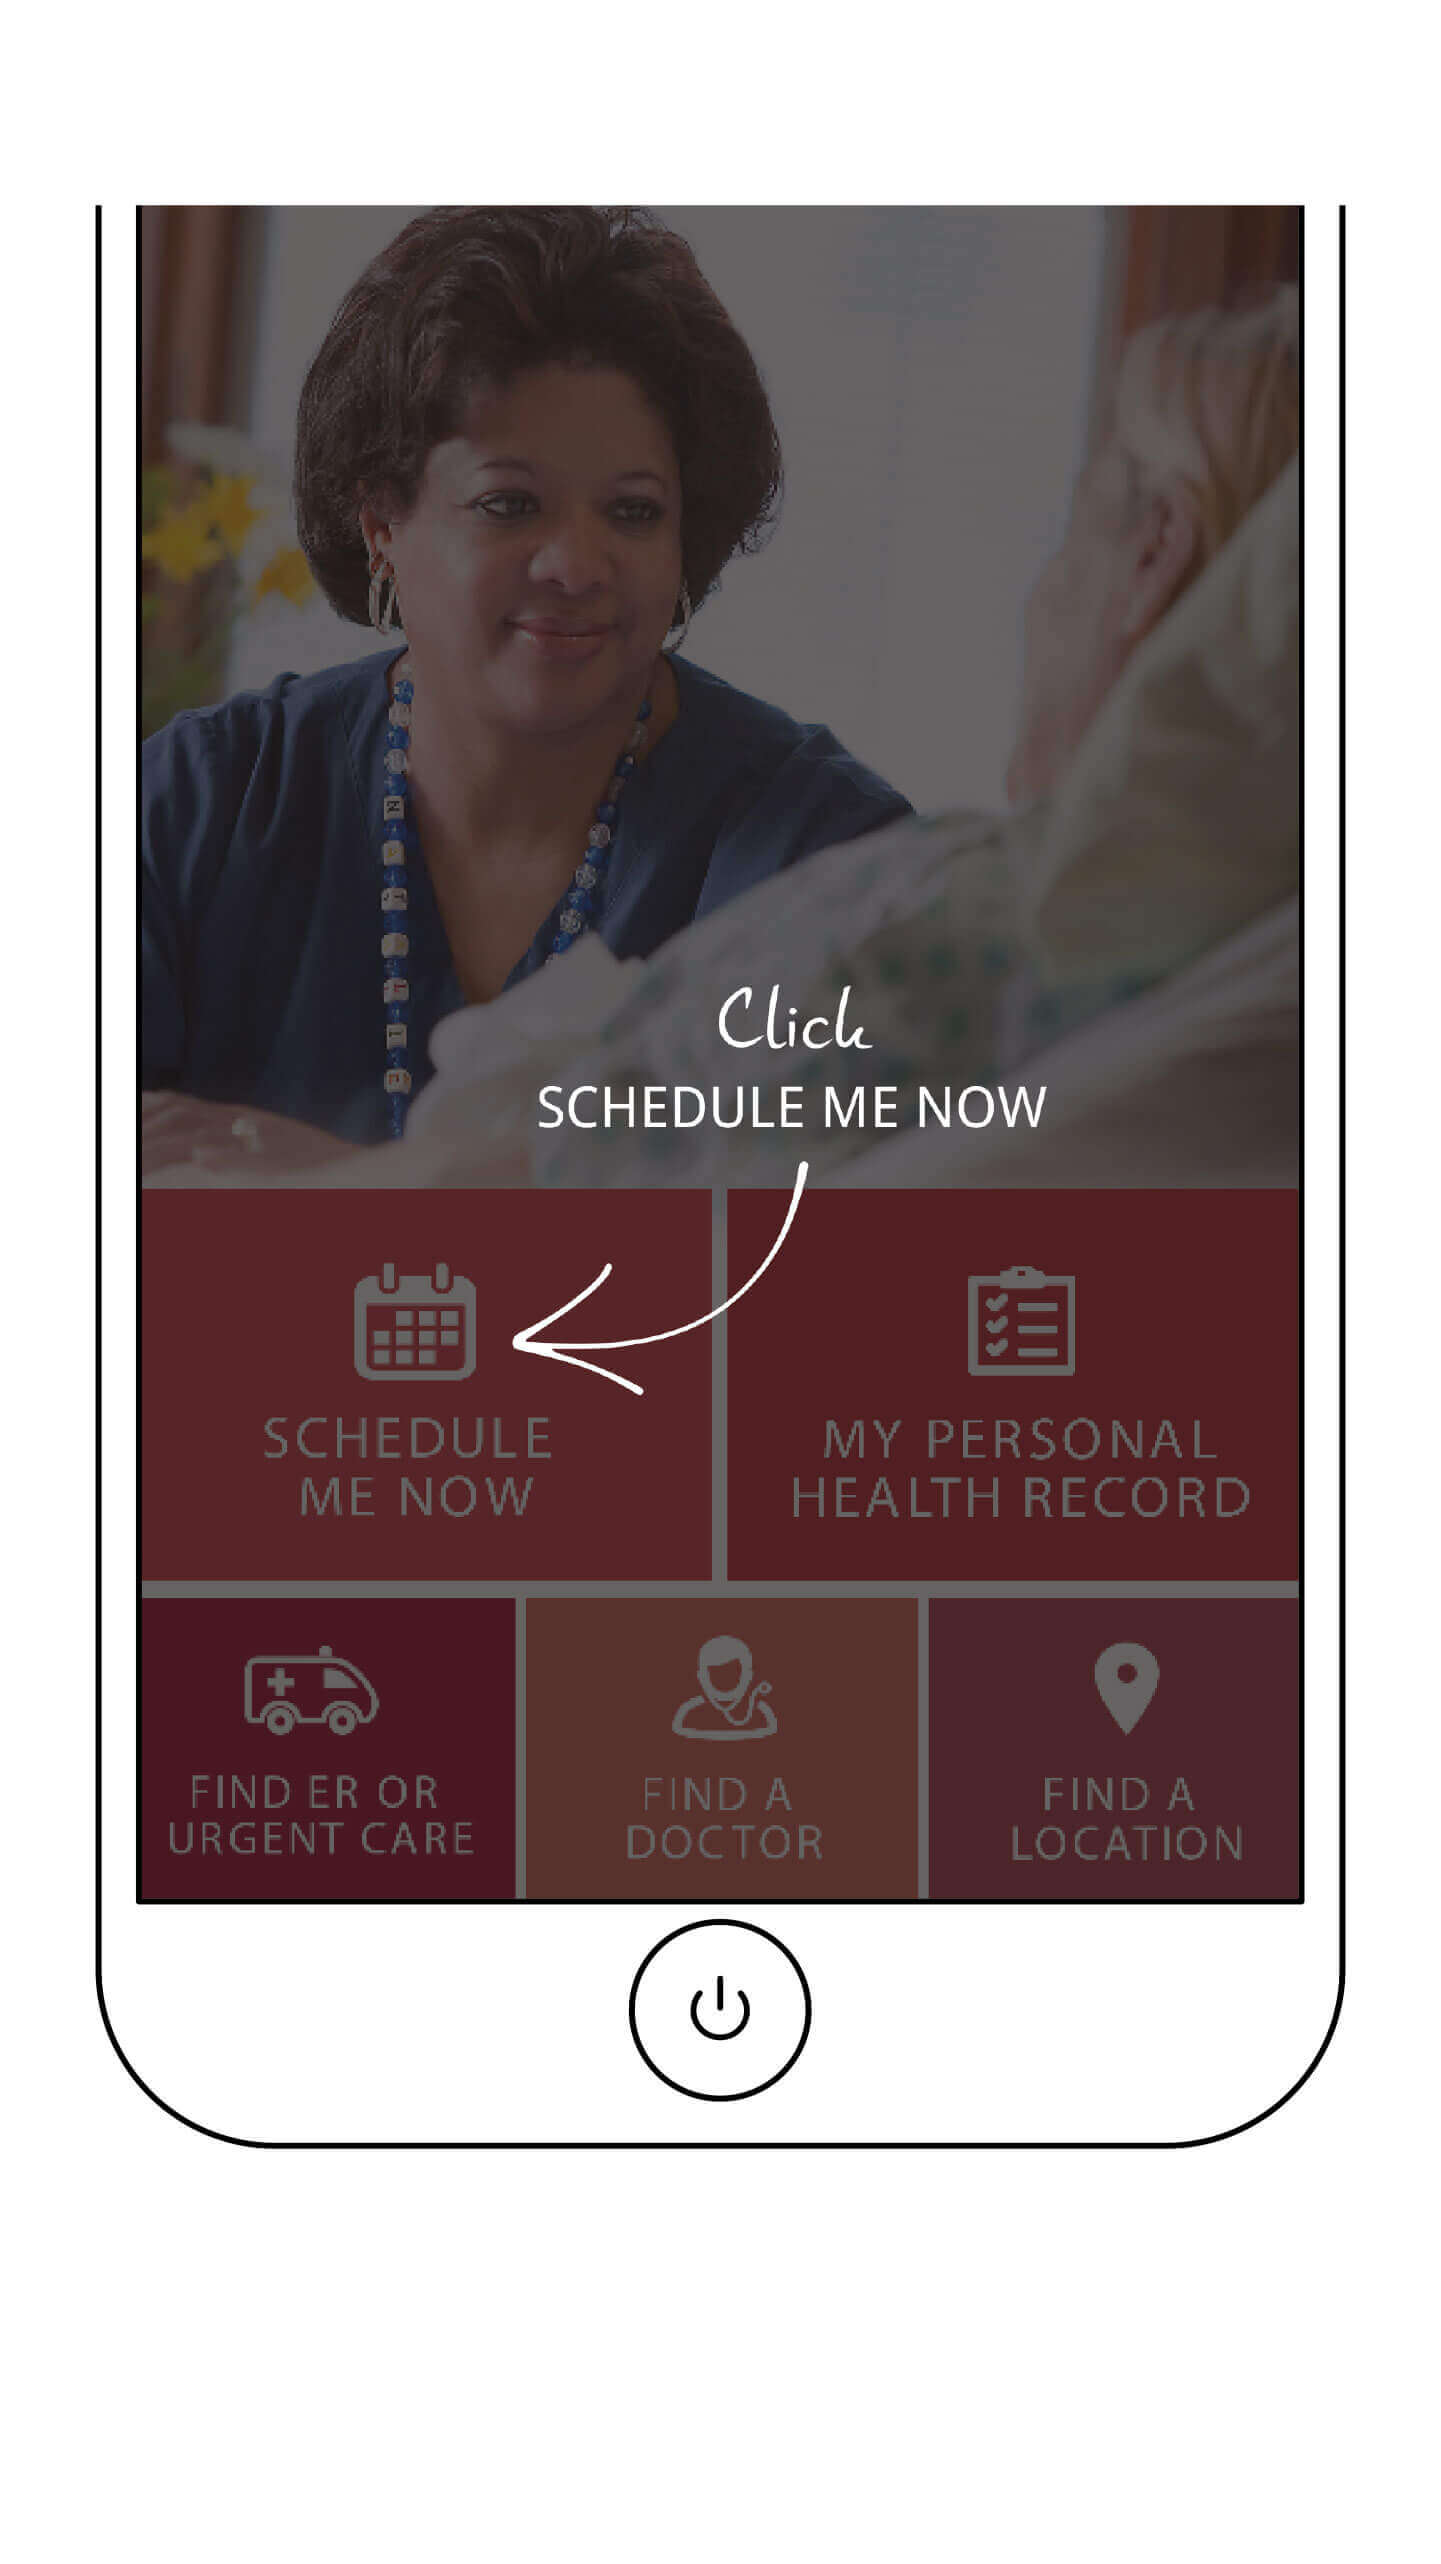 Click
SCHEDULE ME NOW
SCHEDULE
ME NOW
MY PERSONAL
HEALTH RECORD
FIND ER OR
URGENT CARE
FIND A
DOCTOR
FIND A
LOCATION